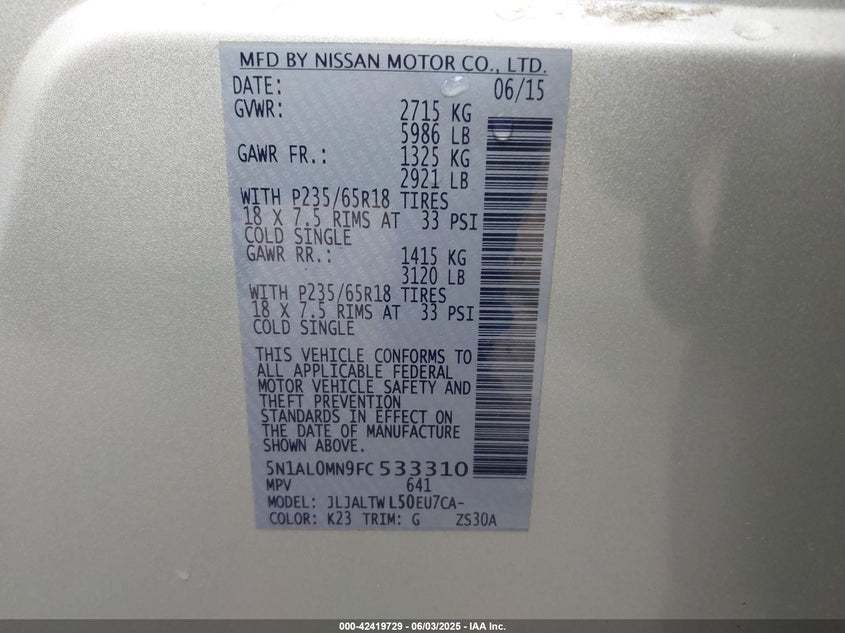 MFD BY NISSAN MOTOR CO., LTD.
DATE: 06/15
GVWR: 2715 KG
5986 LB
GAWR FR.: 1325 KG
2921 LB
WITH P235/65R18 TIRES
18 X 7.5 RIMS AT 33 PSI
COLD SINGLE
GAWR RR.: 1415 KG
3120 LB
WITH P235/65R18 TIRES
18 X 7.5 RIMS AT 33 PSI
COLD SINGLE
THIS VEHICLE CONFORMS TO
ALL APPLICABLE FEDERAL
MOTOR VEHICLE SAFETY AND
THEFT PREVENTION
STANDARDS IN EFFECT ON
THE DATE OF MANUFACTURE
SHOWN ABOVE.
5N1AL0MN9FC533310
MPV 641
MODEL: JLJALTWL50EU7CA-
COLOR: K23 TRIM: G ZS30A
000-42419729 - 06/03/2025 - IAA Inc.